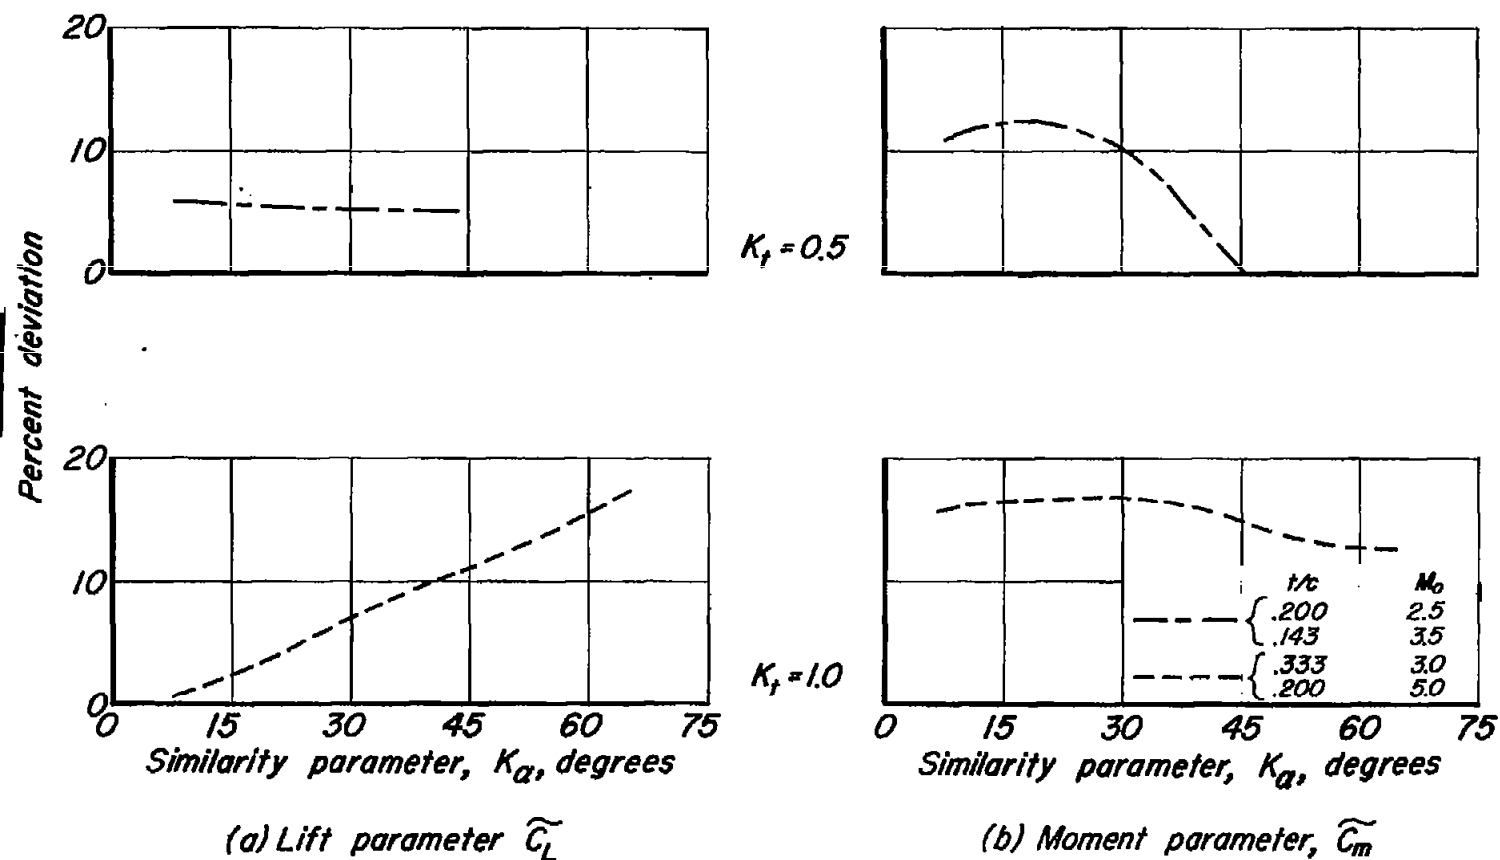 20
10
0
K_t = 0.5
Percent deviation
20
10
0
0 15 30 45 60 75
K_t = 1.0
t/c M_o
.200 2.5
.143 3.5
.333 3.0
.200 5.0
0 15 30 45 60 75
Similarity parameter, K_α, degrees
Similarity parameter, K_α, degrees
(a) Lift parameter C̃_L
(b) Moment parameter, C̃_m